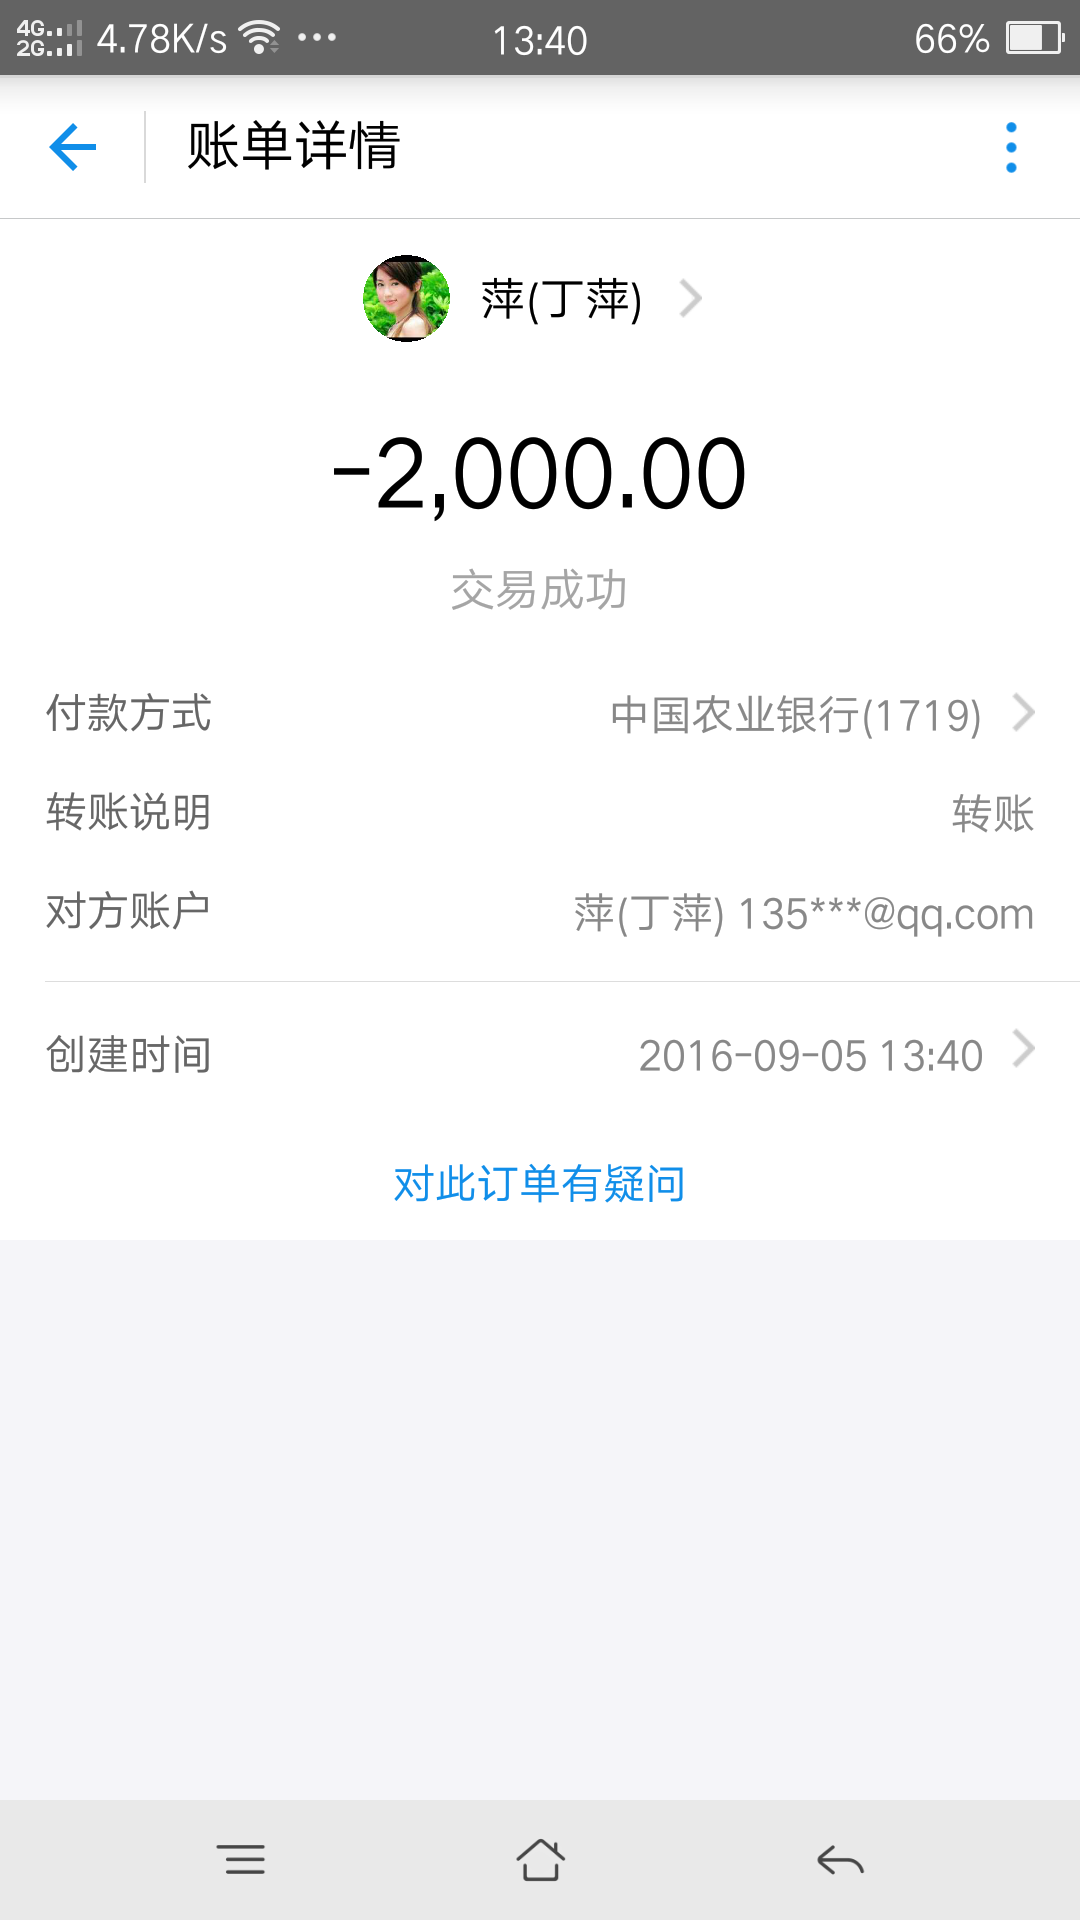 4G 2G 4.78K/s ••• 13:40 66%
账单详情
萍(丁萍)
-2,000.00
交易成功
付款方式 中国农业银行(1719)
转账说明 转账
对方账户 萍(丁萍) 135***@qq.com
创建时间 2016-09-05 13:40
对此订单有疑问